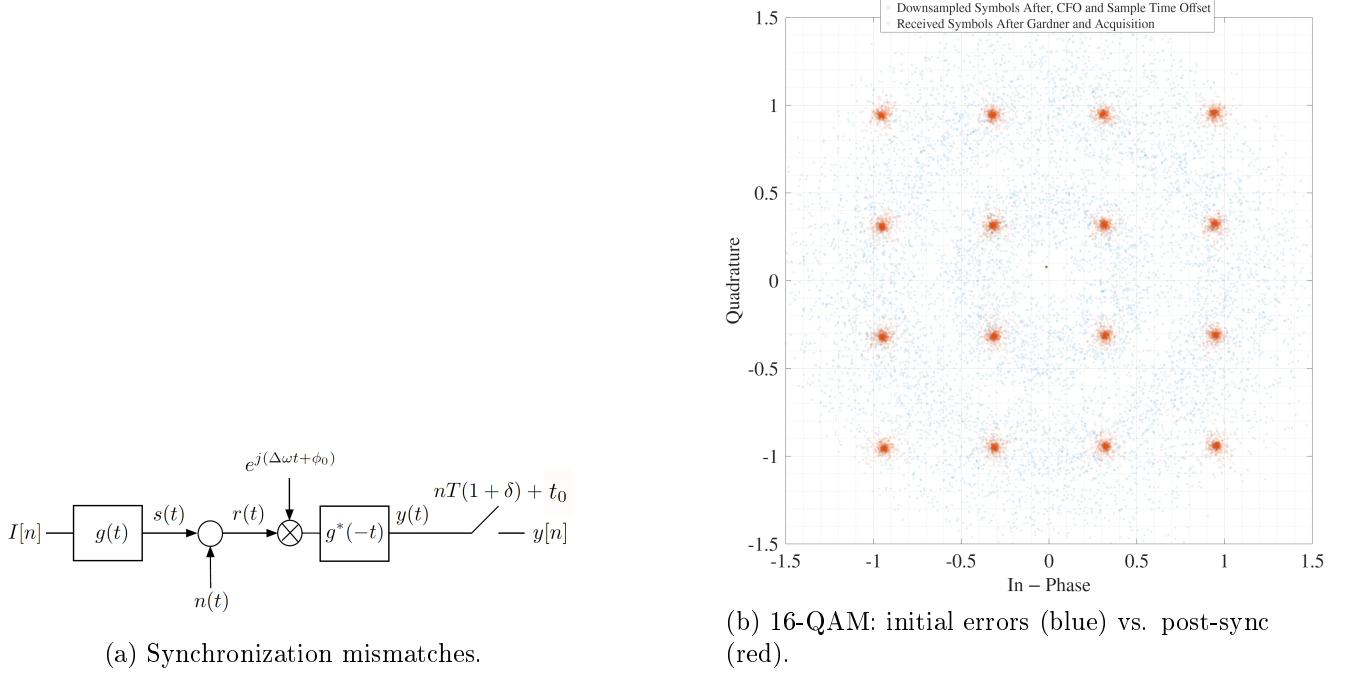 e^{j(Δωt+ϕ_0)}
nT(1 + δ) + t_0
I[n]
g(t)
s(t)
r(t)
g*(−t)
y(t)
y[n]
n(t)
(a) Synchronization mismatches.
Downsampled Symbols After, CFO and Sample Time Offset
Received Symbols After Gardner and Acquisition
1.5
1
0.5
0
-0.5
-1
-1.5
Quadrature
-1.5 -1 -0.5 0 0.5 1 1.5
In − Phase
(b) 16-QAM: initial errors (blue) vs. post-sync
(red).